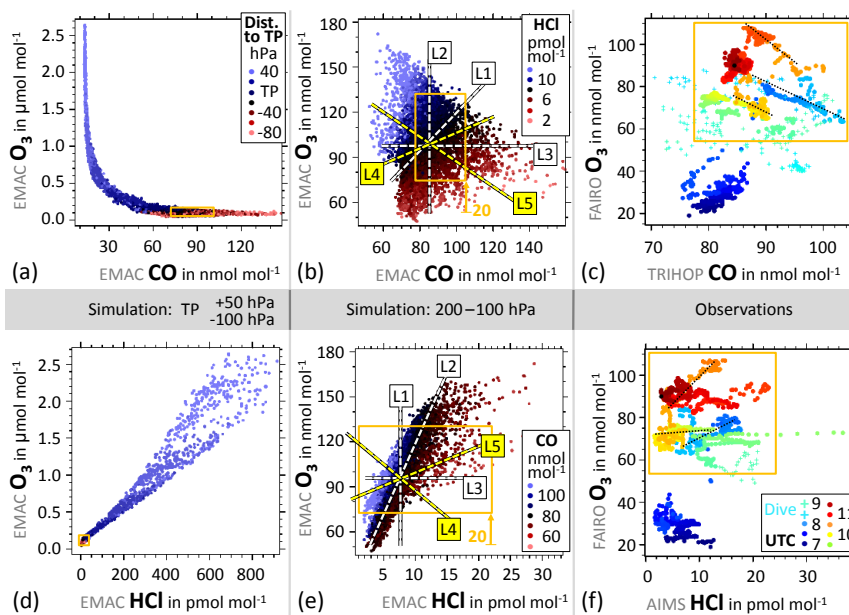 Dist. to TP
hPa
40
TP
-40
-80
EMAC O₃ in µmol mol⁻¹
2.5
2.0
1.5
1.0
0.5
0.0
30 60 90 120
(a)
EMAC CO in nmol mol⁻¹
HCl
pmol mol⁻¹
10
6
2
EMAC O₃ in nmol mol⁻¹
180
150
120
90
60
L2
L1
L3
L4
L5
20
60 80 100 120 140
(b)
EMAC CO in nmol mol⁻¹
FAIRO O₃ in nmol mol⁻¹
100
80
60
40
20
70 80 90 100
(c)
TRIHOP CO in nmol mol⁻¹
Simulation: TP +50 hPa
-100 hPa
Simulation: 200–100 hPa
Observations
EMAC O₃ in µmol mol⁻¹
2.5
2.0
1.5
1.0
0.5
0.0
0 200 400 600 800
(d)
EMAC HCl in pmol mol⁻¹
EMAC O₃ in nmol mol⁻¹
180
150
120
90
60
L1
L2
L5
L3
L4
20
CO
nmol mol⁻¹
100
80
60
5 10 15 20 25 30
(e)
EMAC HCl in pmol mol⁻¹
FAIRO O₃ in nmol mol⁻¹
100
80
60
40
20
Dive
UTC
9
8
7
11
10
0 10 20 30
(f)
AIMS HCl in pmol mol⁻¹